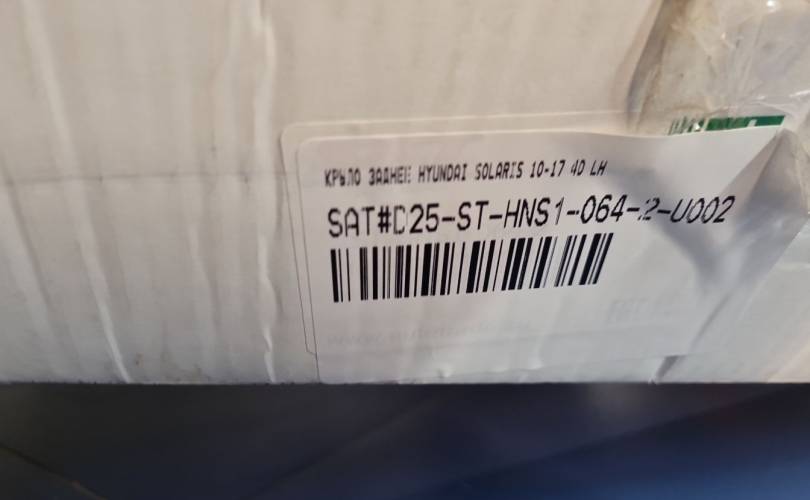 КРЫЛО ЗАДНЕЕ HYUNDAI SOLARIS 10-17 4D LH
SAT#D25-ST-HNS1-064-2-U002